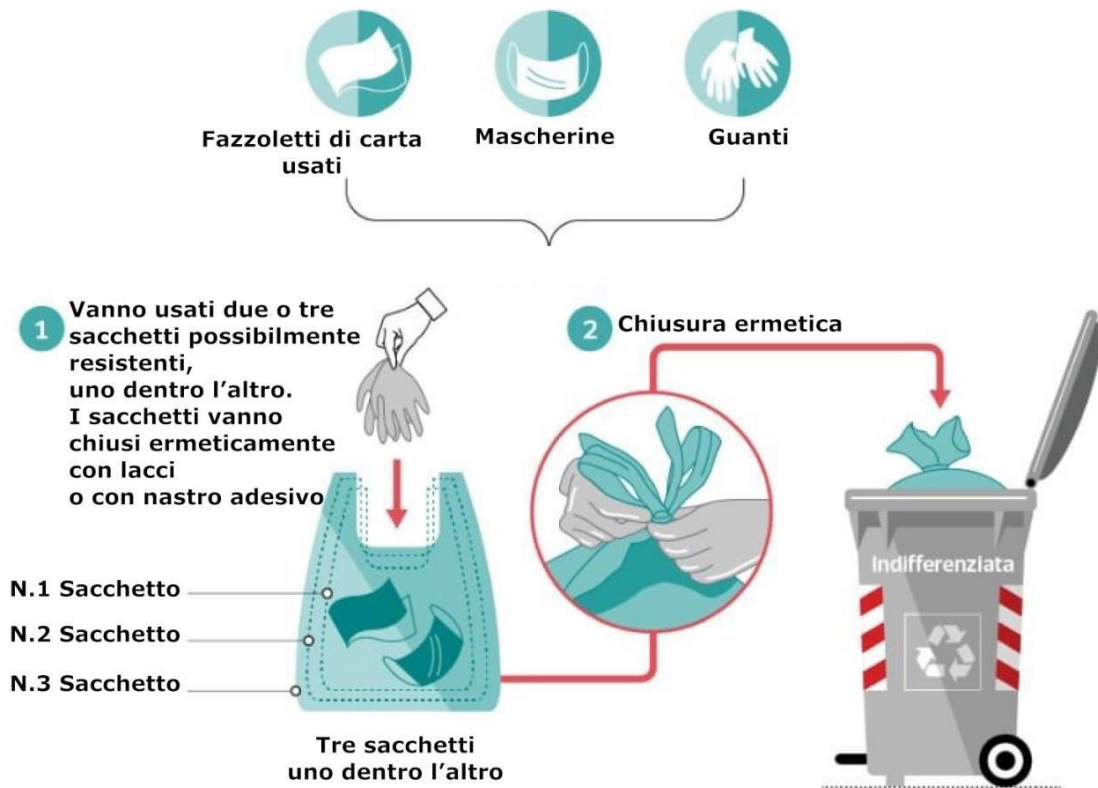 Fazzoletti di carta
usati
Mascherine
Guanti
1
Vanno usati due o tre
sacchetti possibilmente
resistenti,
uno dentro l'altro.
I sacchetti vanno
chiusi ermeticamente
con lacci
o con nastro adesivo
2
Chiusura ermetica
Indifferenziata
N.1 Sacchetto
N.2 Sacchetto
N.3 Sacchetto
Tre sacchetti
uno dentro l'altro